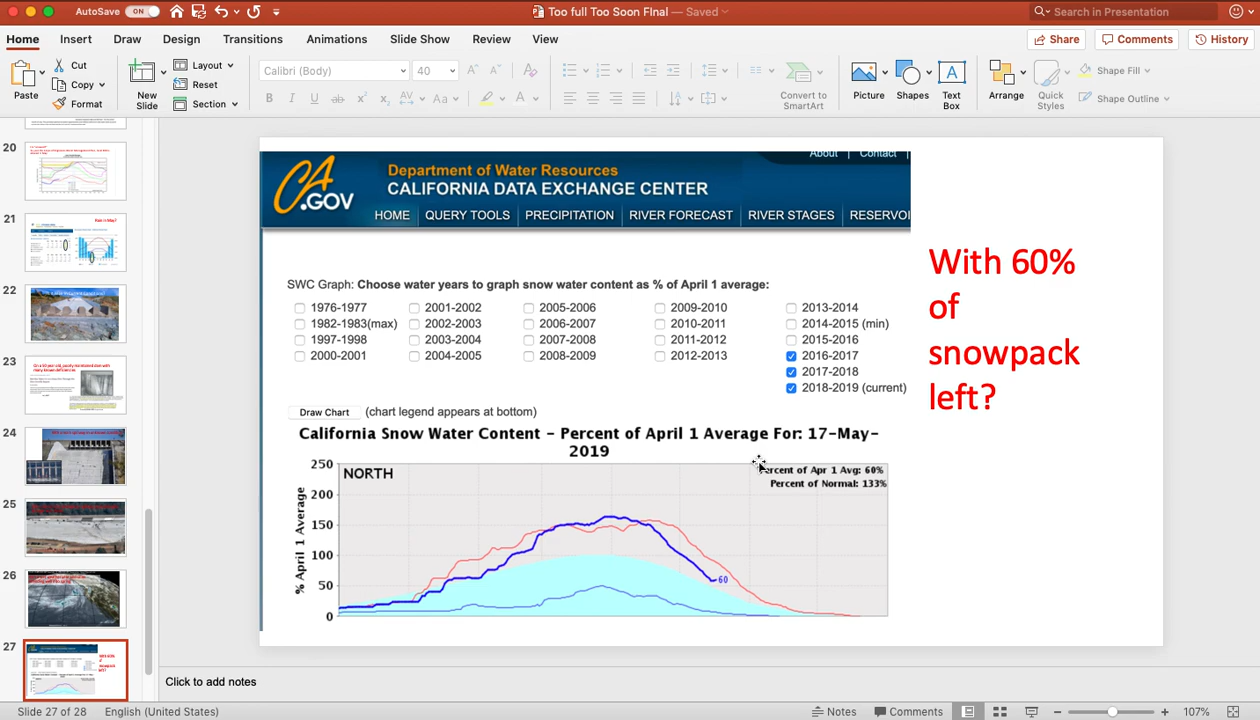 AutoSave ON
Too full Too Soon FInal — Saved
Search in Presentation
Home Insert Draw Design Transitions Animations Slide Show Review View
Share Comments History
Paste
Cut
Copy
Format
New Slide
Layout
Reset
Section
Calibri (Body) 40
Convert to SmartArt
Picture
Shapes
Text Box
Arrange
Quick Styles
Shape Fill
Shape Outline
20
21
22
23
24
25
26
27
About | Contact |
CA.GOV
Department of Water Resources
CALIFORNIA DATA EXCHANGE CENTER
HOME QUERY TOOLS PRECIPITATION RIVER FORECAST RIVER STAGES RESERVOI
SWC Graph: Choose water years to graph snow water content as % of April 1 average:
1976-1977 2001-2002 2005-2006 2009-2010 2013-2014
1982-1983(max) 2002-2003 2006-2007 2010-2011 2014-2015 (min)
1997-1998 2003-2004 2007-2008 2011-2012 2015-2016
2000-2001 2004-2005 2008-2009 2012-2013 2016-2017
2017-2018
2018-2019 (current)
Draw Chart (chart legend appears at bottom)
California Snow Water Content - Percent of April 1 Average For: 17-May-
2019
NORTH
Percent of Apr 1 Avg: 60%
Percent of Normal: 133%
% April 1 Average
250
200
150
100
50
0
60
With 60%
of
snowpack
left?
Click to add notes
Slide 27 of 28 English (United States) Notes Comments 107%